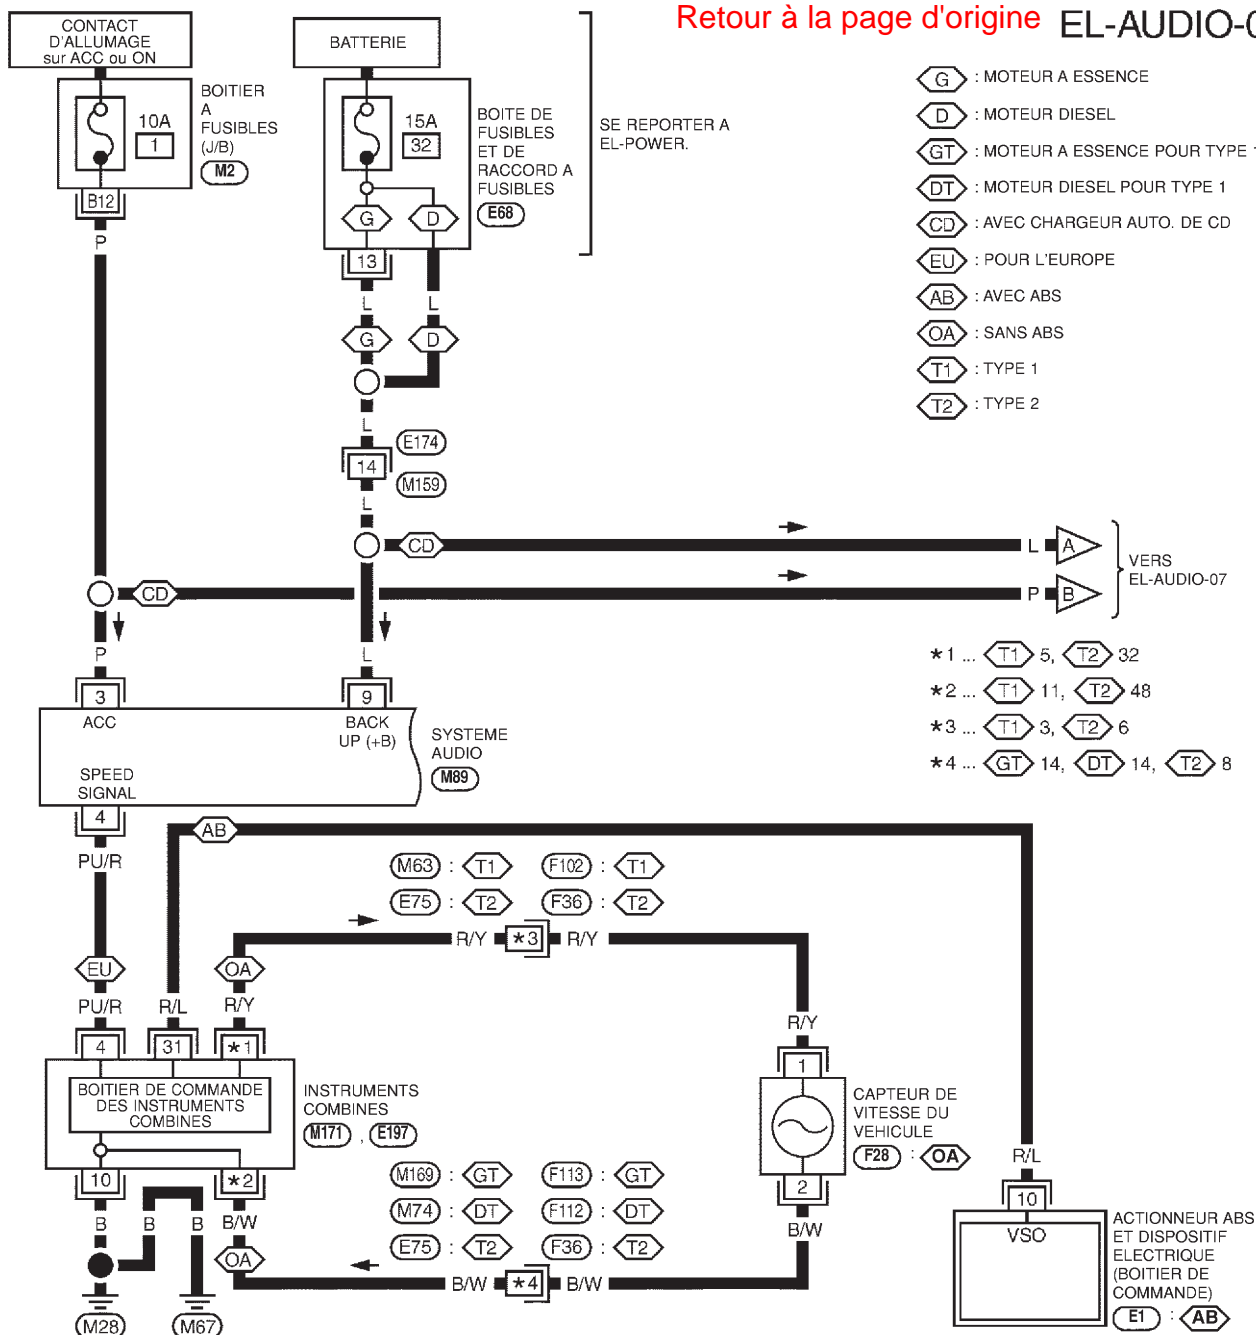 Retour à la page d'origine EL-AUDIO-0
CONTACT
D'ALLUMAGE
sur ACC ou ON
BATTERIE
10A
1
BOITIER
A
FUSIBLES
(J/B)
M2
15A
32
BOITE DE
FUSIBLES
ET DE
RACCORD A
FUSIBLES
E68
SE REPORTER A
EL-POWER.
G : MOTEUR A ESSENCE
D : MOTEUR DIESEL
GT : MOTEUR A ESSENCE POUR TYPE 1
DT : MOTEUR DIESEL POUR TYPE 1
CD : AVEC CHARGEUR AUTO. DE CD
EU : POUR L'EUROPE
AB : AVEC ABS
OA : SANS ABS
T1 : TYPE 1
T2 : TYPE 2
B12
P
G D
13
L L
G D
L
E174
14
M159
L
CD L A
CD P B
VERS
EL-AUDIO-07
P L
3 9
ACC
BACK
UP (+B)
SYSTEME
AUDIO
M89
SPEED
SIGNAL
4
*1 ... T1 5, T2 32
*2 ... T1 11, T2 48
*3 ... T1 3, T2 6
*4 ... GT 14, DT 14, T2 8
PU/R
AB
M63 : T1 F102 : T1
E75 : T2 F36 : T2
R/Y *3 R/Y
EU OA
PU/R R/L R/Y
4 31 *1
R/Y
1
BOITIER DE COMMANDE
DES INSTRUMENTS
COMBINES
INSTRUMENTS
COMBINES
M171 , E197
CAPTEUR DE
VITESSE DU
VEHICULE
F28 : OA
10 *2
2
B B B B/W
B/W
OA
M169 : GT F113 : GT
M74 : DT F112 : DT
E75 : T2 F36 : T2
B/W *4 B/W
M28 M67
R/L
10
VSO
ACTIONNEUR ABS
ET DISPOSITIF
ELECTRIQUE
(BOITIER DE
COMMANDE)
E1 : AB